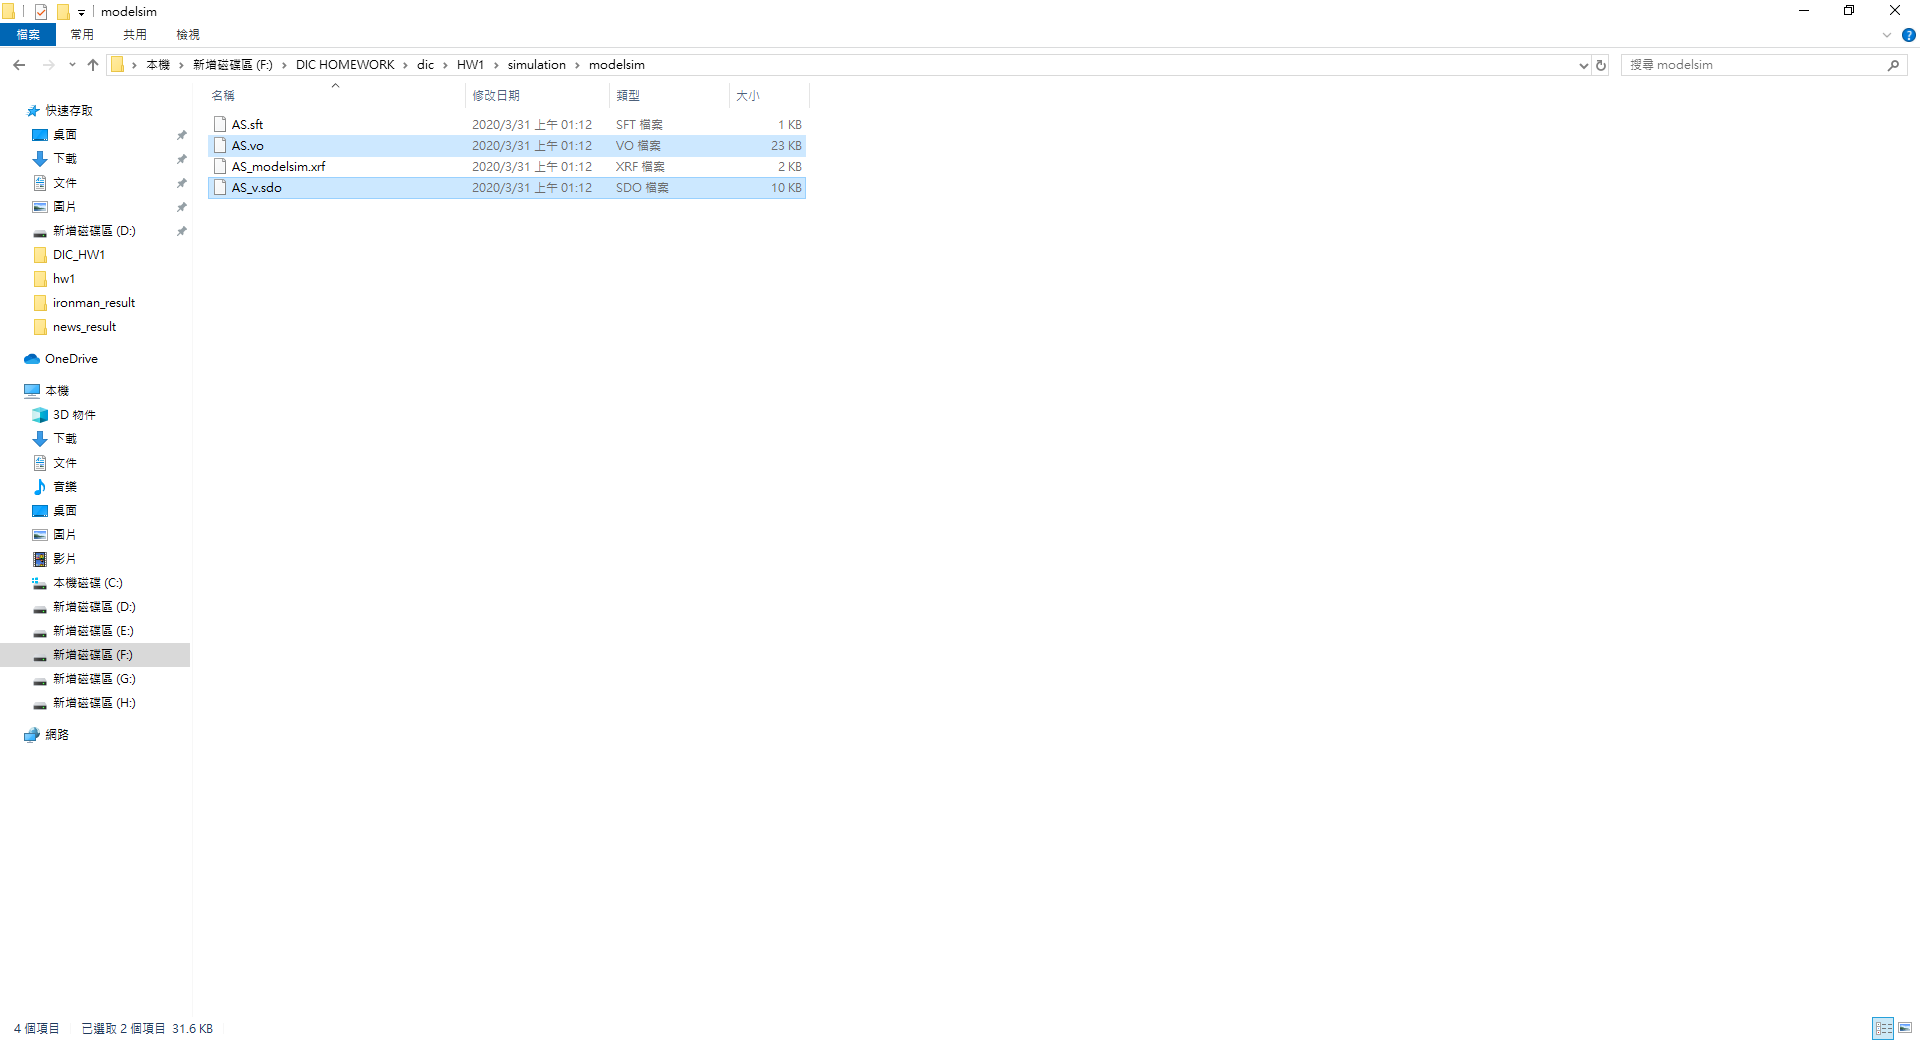 modelsim
檔案 常用 共用 檢視
本機 新增磁碟區 (F:) DIC HOMEWORK dic HW1 simulation modelsim
搜尋 modelsim
名稱 修改日期 類型 大小
AS.sft 2020/3/31 上午 01:12 SFT 檔案 1 KB
AS.vo 2020/3/31 上午 01:12 VO 檔案 23 KB
AS_modelsim.xrf 2020/3/31 上午 01:12 XRF 檔案 2 KB
AS_v.sdo 2020/3/31 上午 01:12 SDO 檔案 10 KB
快速存取
桌面
下載
文件
圖片
新增磁碟區 (D:)
DIC_HW1
hw1
ironman_result
news_result
OneDrive
本機
3D 物件
下載
文件
音樂
桌面
圖片
影片
本機磁碟 (C:)
新增磁碟區 (D:)
新增磁碟區 (E:)
新增磁碟區 (F:)
新增磁碟區 (G:)
新增磁碟區 (H:)
網路
4 個項目 已選取 2 個項目 31.6 KB